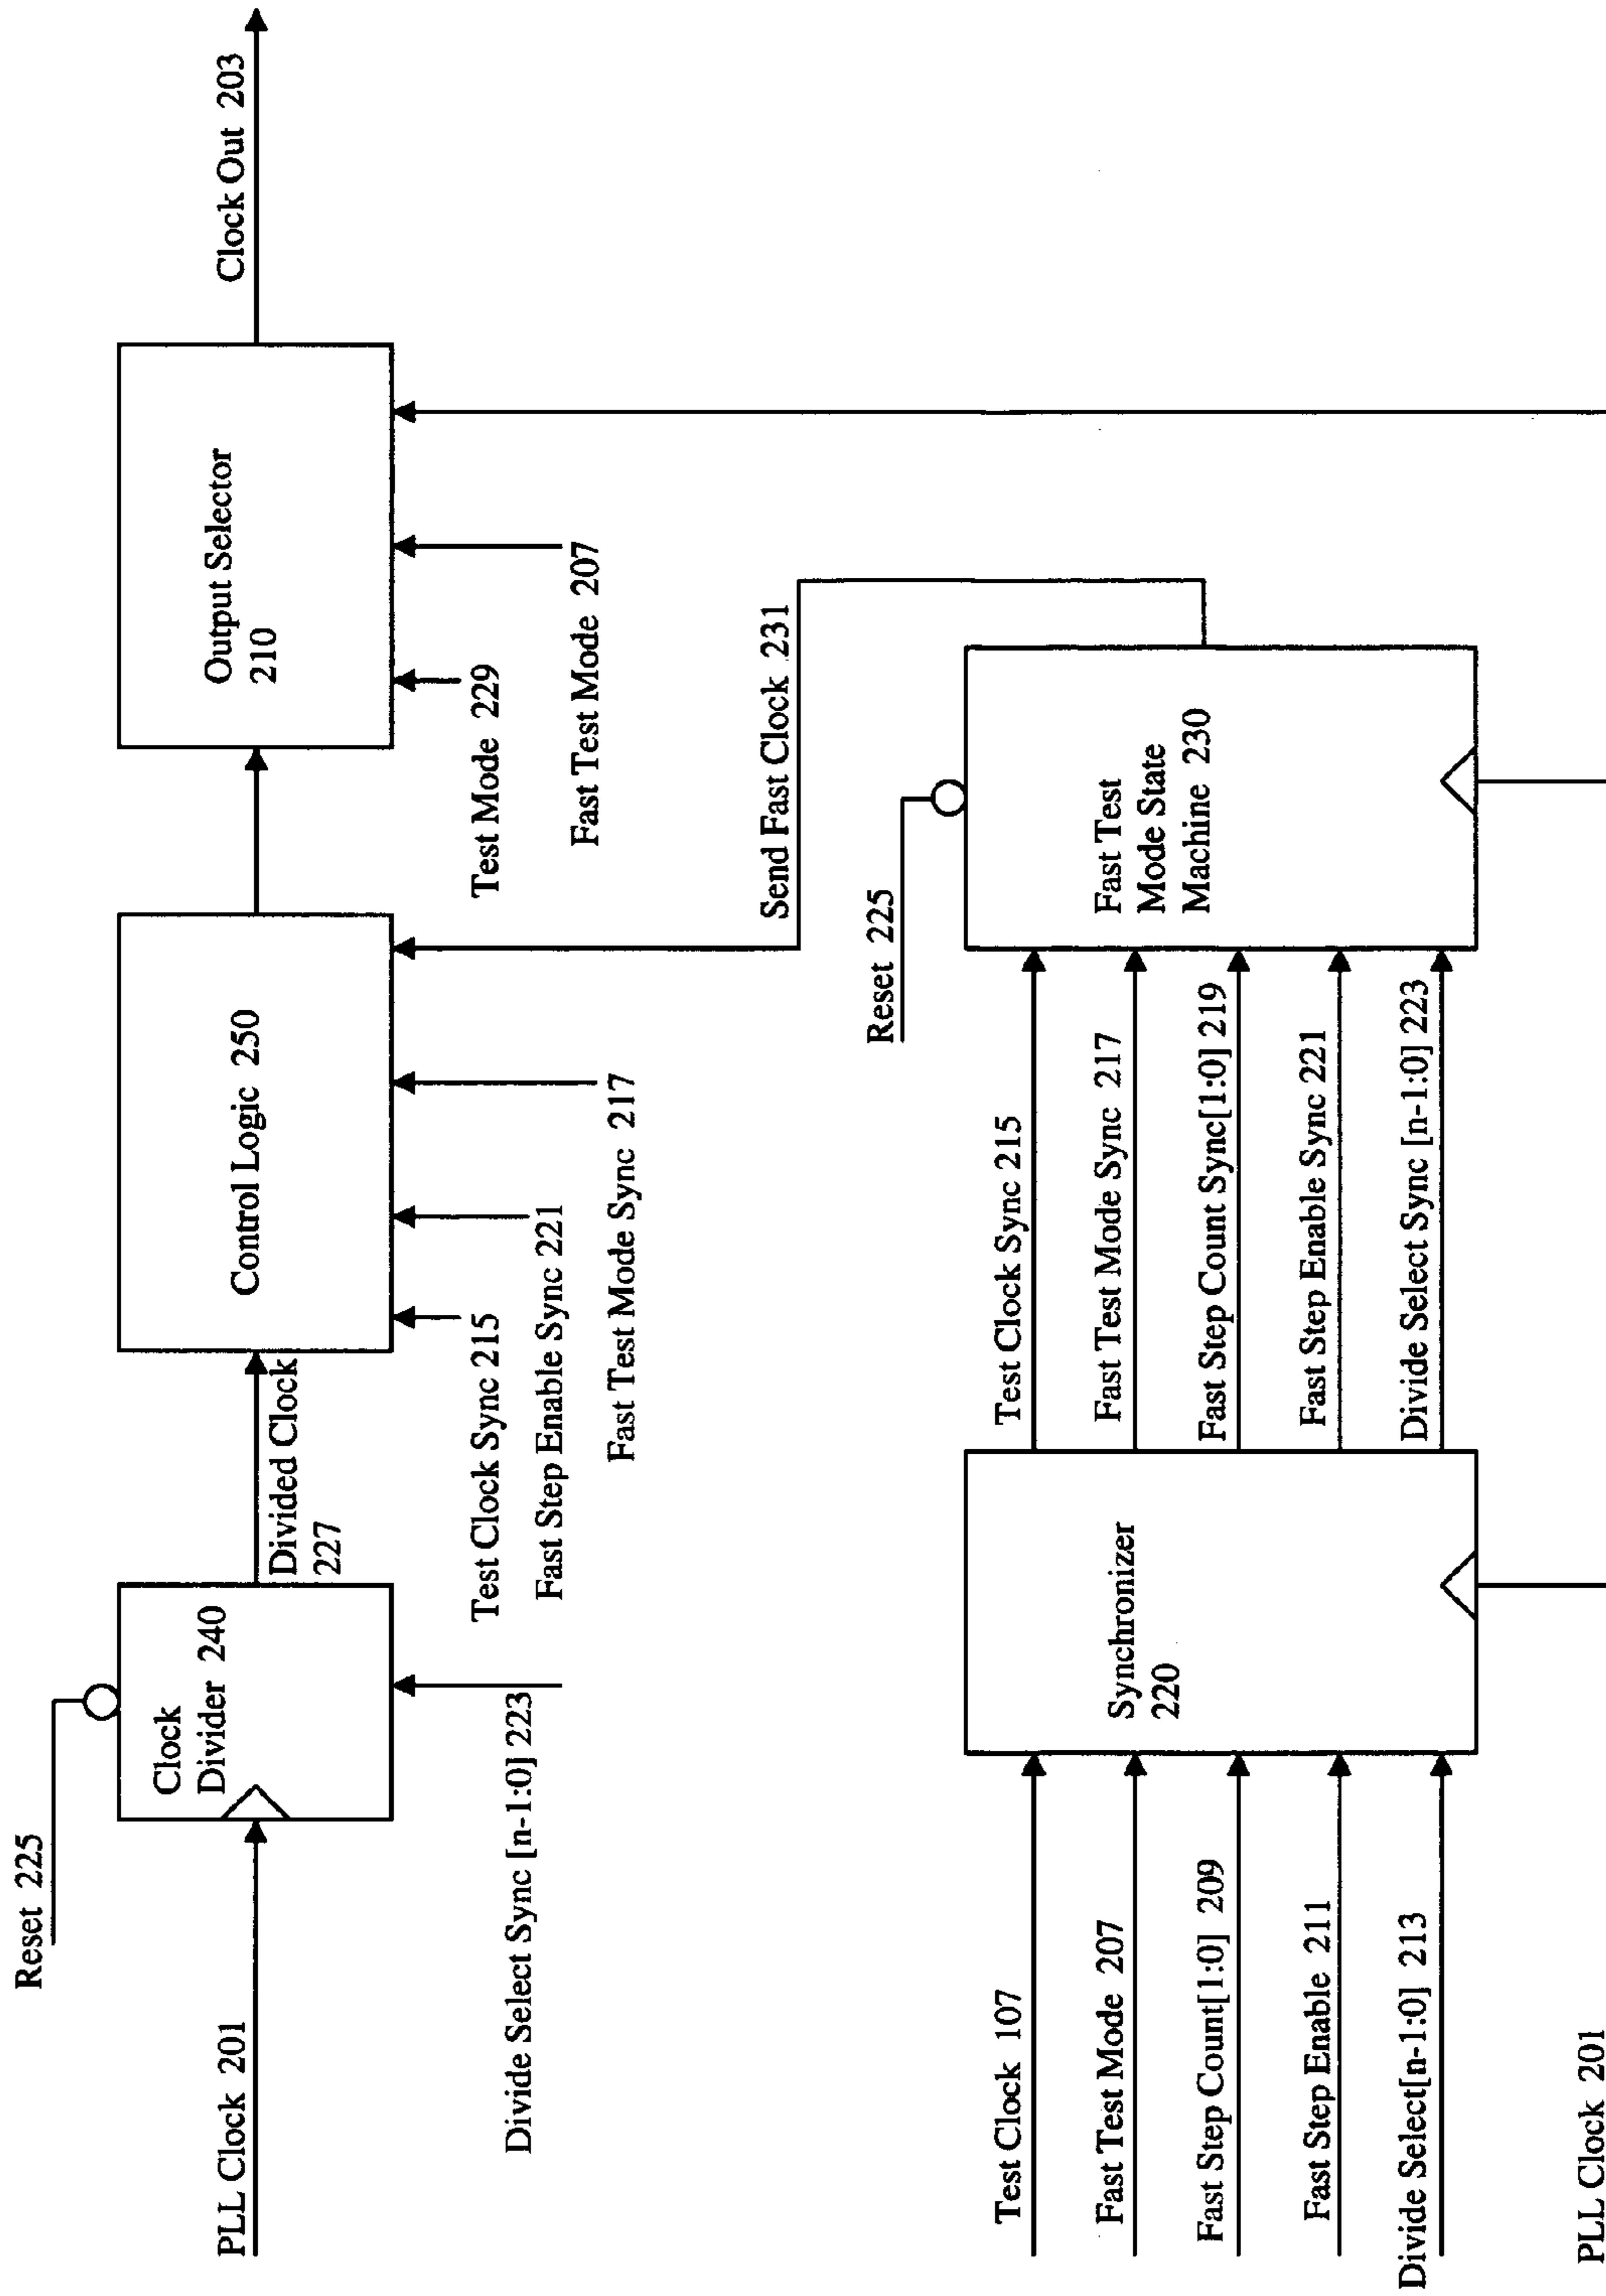 Reset 225
PLL Clock 201
Clock
Divider 240
Divided Clock
227
Control Logic 250
Output Selector
210
Clock Out 203
Divide Select Sync [n-1:0] 223
Test Clock Sync 215
Fast Step Enable Sync 221
Fast Test Mode Sync 217
Test Mode 229
Fast Test Mode 207
Send Fast Clock 231
Reset 225
Test Clock 107
Fast Test Mode 207
Fast Step Count[1:0] 209
Fast Step Enable 211
Divide Select[n-1:0] 213
Synchronizer
220
Test Clock Sync 215
Fast Test Mode Sync 217
Fast Step Count Sync[1:0] 219
Fast Step Enable Sync 221
Divide Select Sync [n-1:0] 223
Fast Test
Mode State
Machine 230
PLL Clock 201